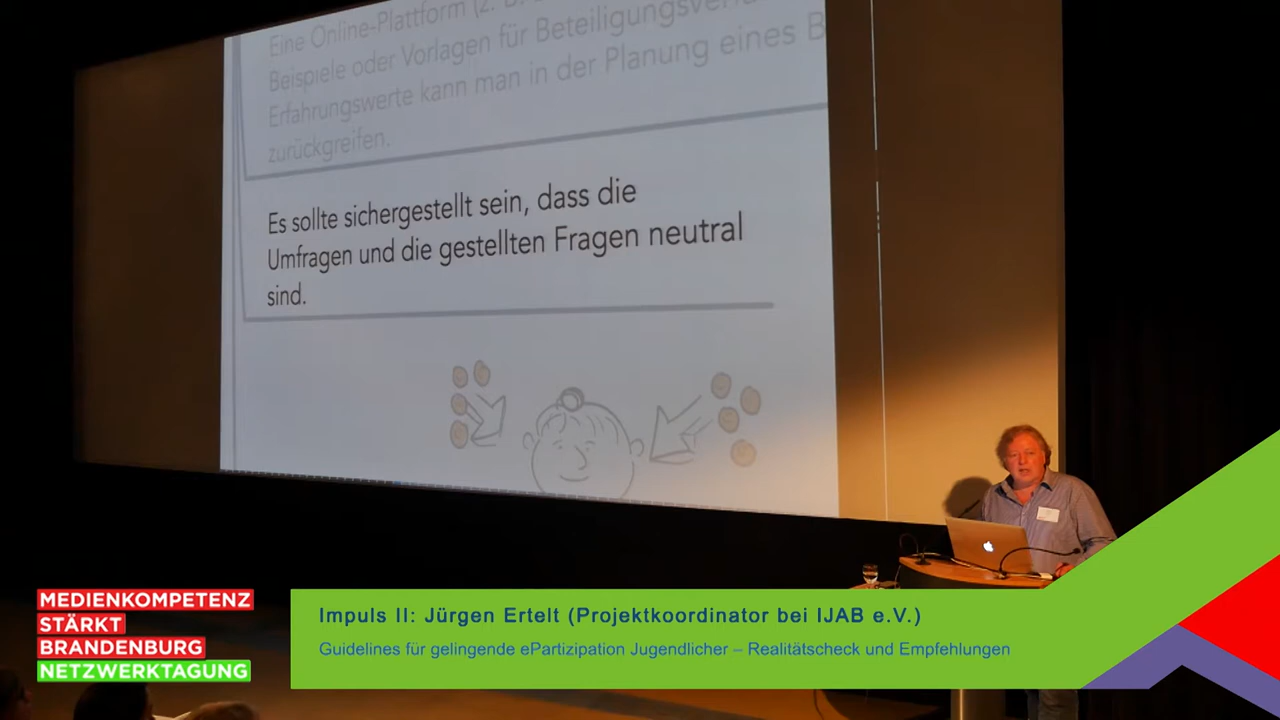 Eine Online-Plattform (z. B.
Beispiele oder Vorlagen für
Erfahrungswerte kann man in der Planung eines B
zurückgreifen.
Es sollte sichergestellt sein, dass die
Umfragen und die gestellten Fragen neutral
sind.
MEDIENKOMPETENZ
STÄRKT
BRANDENBURG
NETZWERKTAGUNG
Impuls II: Jürgen Ertelt (Projektkoordinator bei IJAB e.V.)
Guidelines für gelingende ePartizipation Jugendlicher – Realitätscheck und Empfehlungen